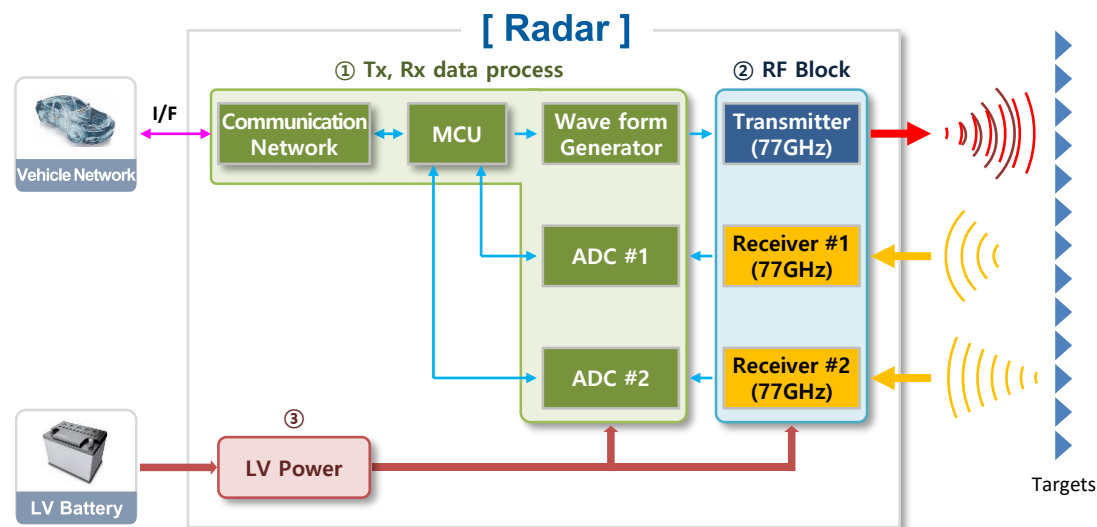 [ Radar ]
① Tx, Rx data process
② RF Block
I/F
Vehicle Network
Communication
Network
MCU
Wave form
Generator
Transmitter
(77GHz)
ADC #1
Receiver #1
(77GHz)
ADC #2
Receiver #2
(77GHz)
③
LV Power
LV Battery
Targets